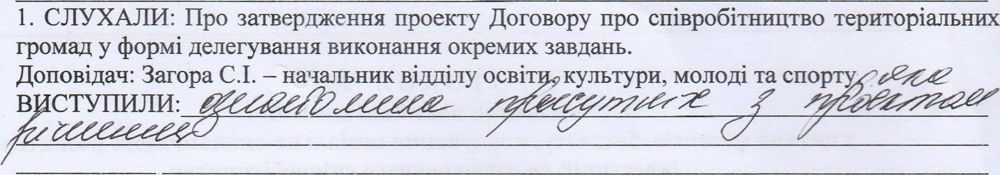 1. СЛУХАЛИ: Про затвердження проекту Договору про співробітництво територіальних
громад у формі делегування виконання окремих завдань.
Доповідач: Загора С.І. – начальник відділу освіти, культури, молоді та спорту, яка
ВИСТУПИЛИ: ознайомила присутніх з проектом
рішення